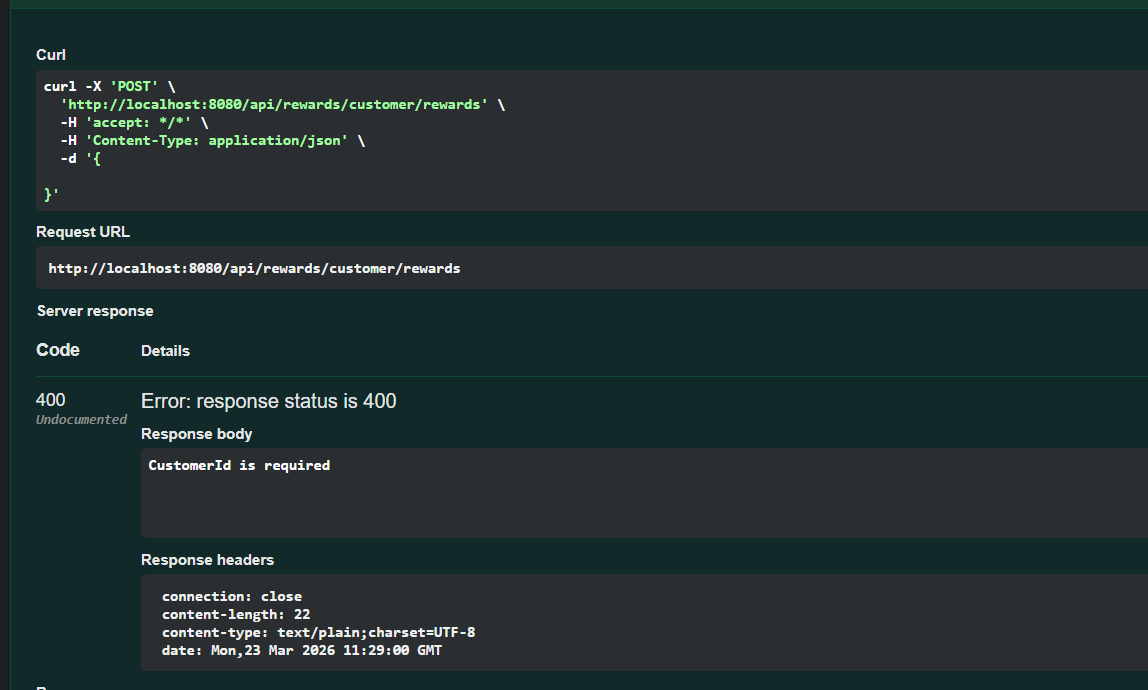 Curl
curl -X 'POST' \
  'http://localhost:8080/api/rewards/customer/rewards' \
  -H 'accept: */*' \
  -H 'Content-Type: application/json' \
  -d '{

}'
Request URL
http://localhost:8080/api/rewards/customer/rewards
Server response
Code Details
400 Error: response status is 400
Undocumented
Response body
CustomerId is required
Response headers
connection: close
content-length: 22
content-type: text/plain;charset=UTF-8
date: Mon,23 Mar 2026 11:29:00 GMT